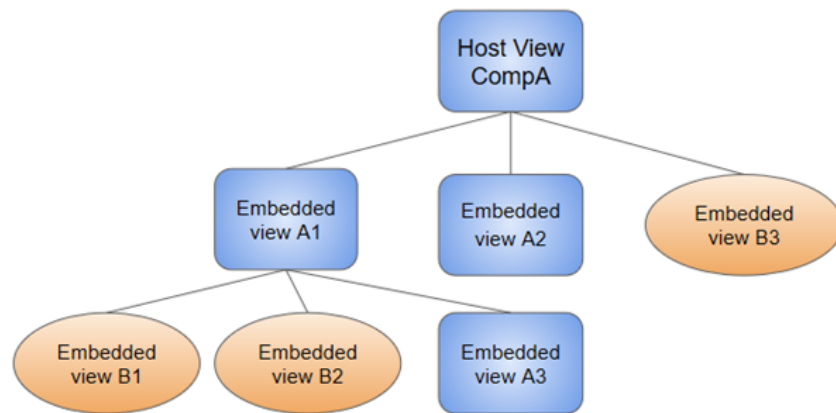 Host View
CompA
Embedded
view A1
Embedded
view A2
Embedded
view B3
Embedded
view B1
Embedded
view B2
Embedded
view A3